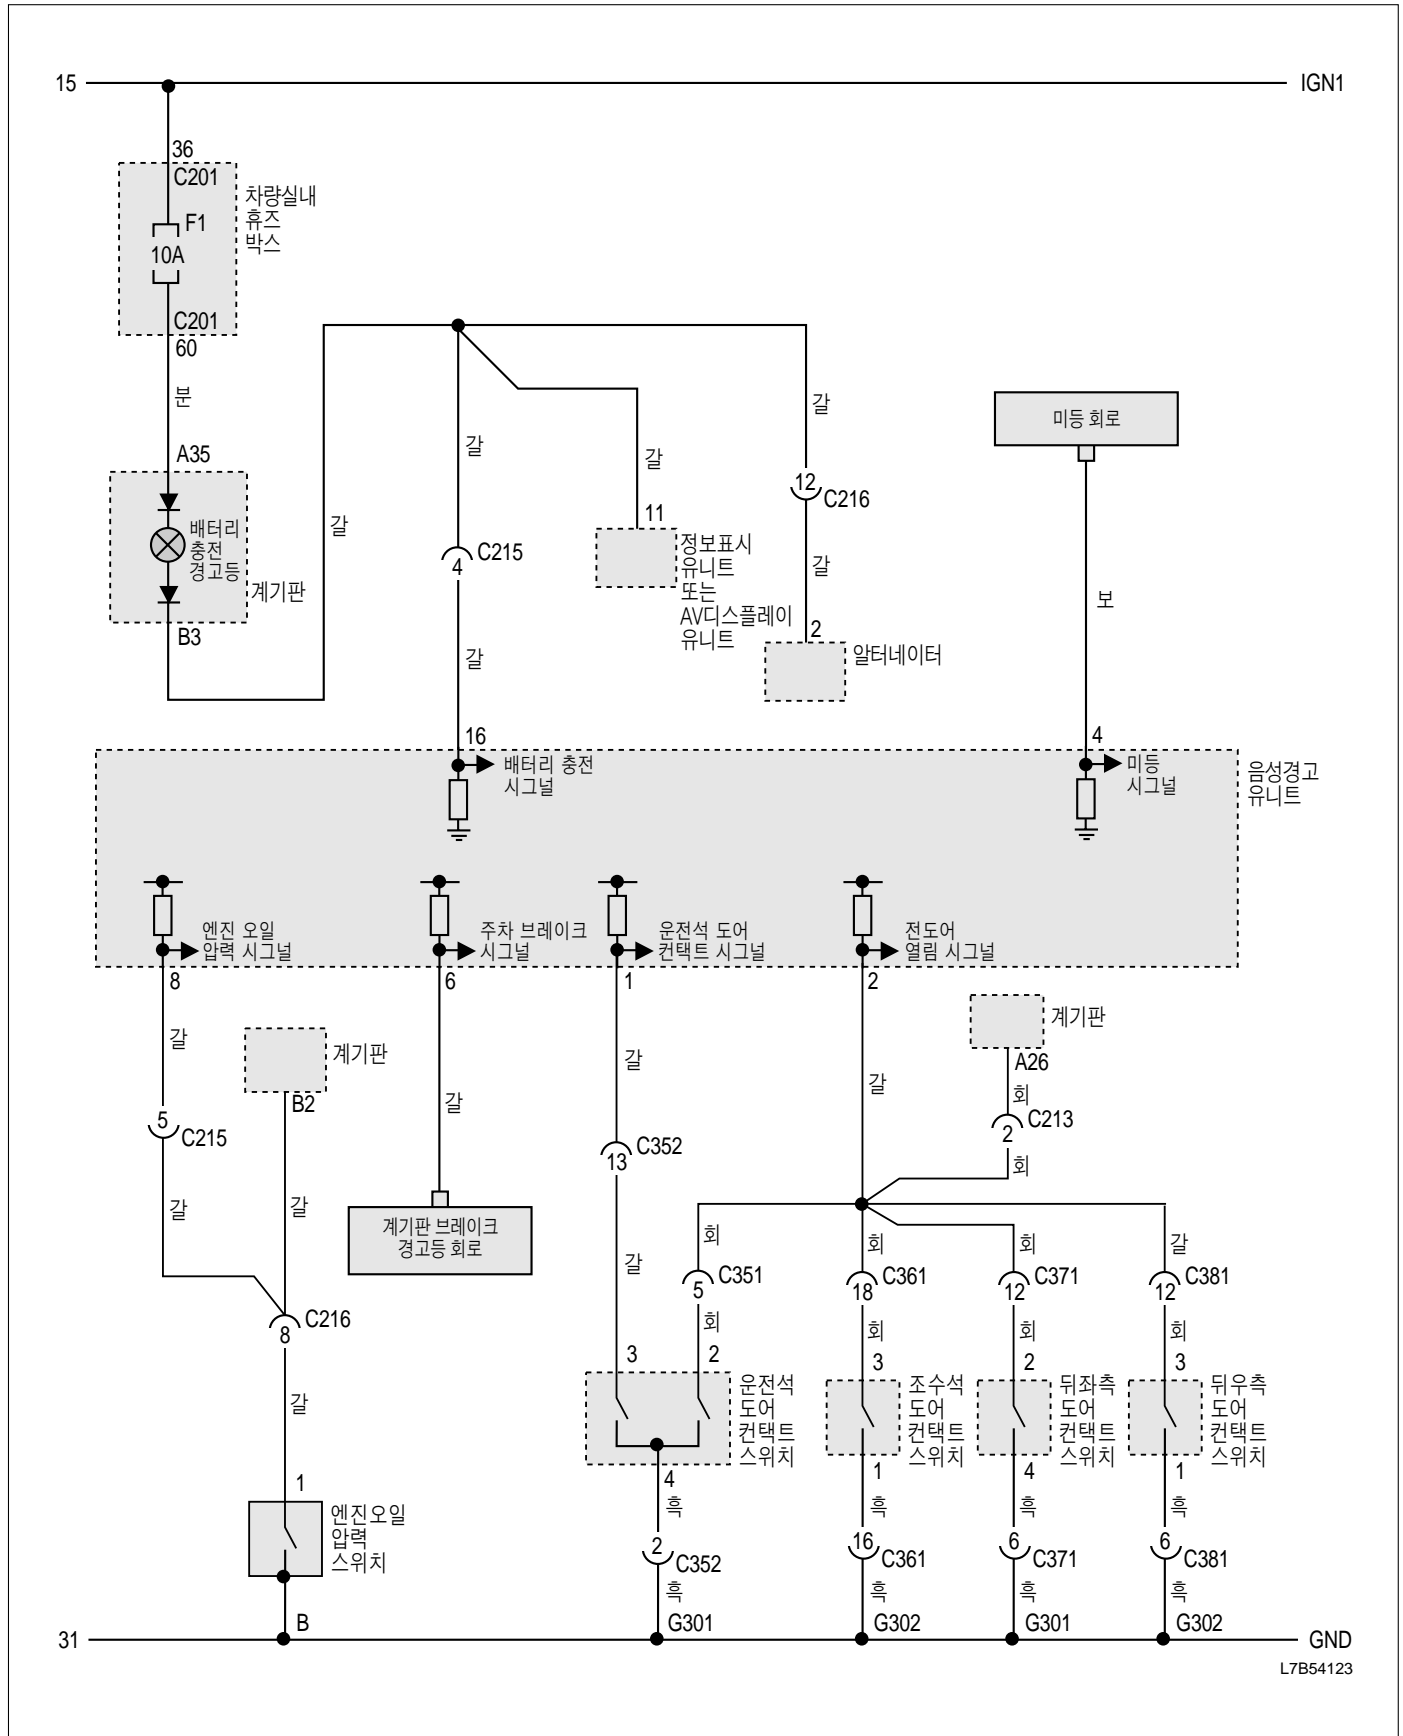 15
IGN1
36
C201
차량실내
휴즈
박스
F1
10A
C201
60
분
A35
배터리
충전
경고등
계기판
B3
갈
갈
C215
4
갈
갈
11
정보표시
유니트
또는
AV디스플레이
유니트
갈
12
C216
갈
2
알터네이터
미등 회로
보
16
배터리 충전
시그널
4
미등
시그널
음성경고
유니트
엔진 오일
압력 시그널
주차 브레이크
시그널
운전석 도어
컨택트 시그널
전도어
열림 시그널
8
6
1
2
갈
5
C215
갈
계기판
B2
갈
C216
8
갈
1
엔진오일
압력
스위치
B
갈
계기판 브레이크
경고등 회로
갈
C352
13
갈
갈
계기판
A26
회
C213
2
회
회
C351
5
회
회
C361
18
회
회
C371
12
회
갈
C381
12
회
3
2
운전석
도어
컨택트
스위치
4
흑
2
C352
흑
G301
3
조수석
도어
컨택트
스위치
1
흑
16
C361
흑
G302
2
뒤좌측
도어
컨택트
스위치
4
흑
6
C371
흑
G301
3
뒤우측
도어
컨택트
스위치
1
흑
6
C381
흑
G302
31
GND
L7B54123